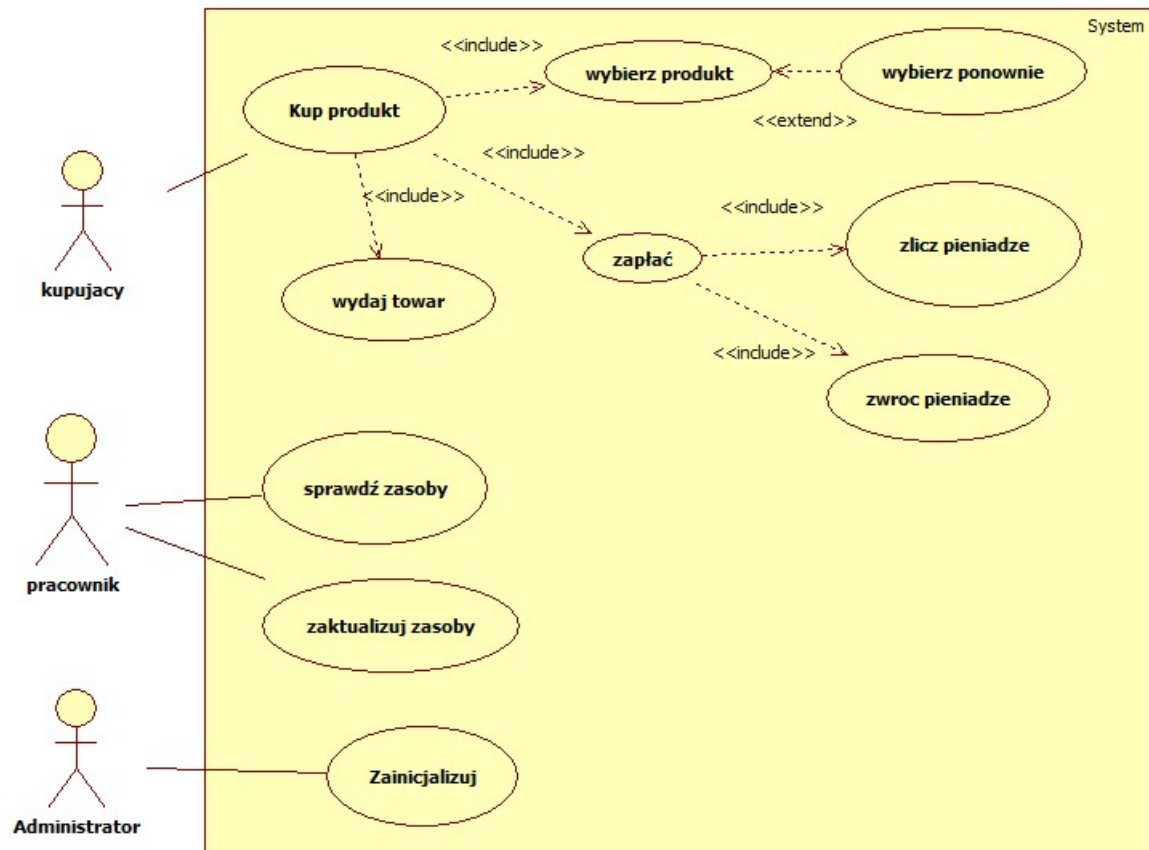 System
<<include>>
wybierz produkt
wybierz ponownie
Kup produkt
<<extend>>
<<include>>
<<include>>
<<include>>
zlicz pieniadze
zapłać
kupujacy
wydaj towar
<<include>>
zwroc pieniadze
sprawdź zasoby
pracownik
zaktualizuj zasoby
Zainicjalizuj
Administrator